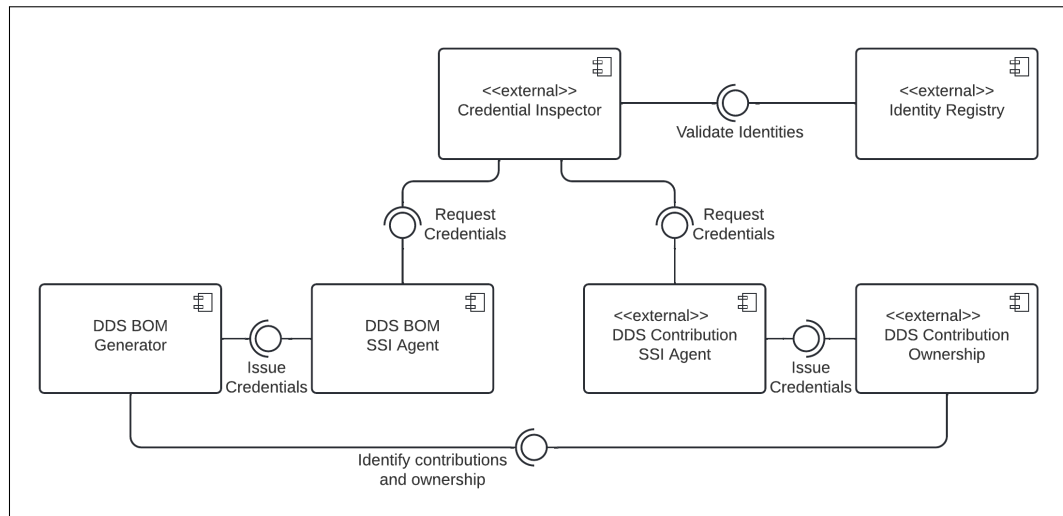 <<external>>
Credential Inspector
<<external>>
Identity Registry
Validate Identities
Request
Credentials
Request
Credentials
DDS BOM
Generator
Issue
Credentials
DDS BOM
SSI Agent
<<external>>
DDS Contribution
SSI Agent
Issue
Credentials
<<external>>
DDS Contribution
Ownership
Identify contributions
and ownership